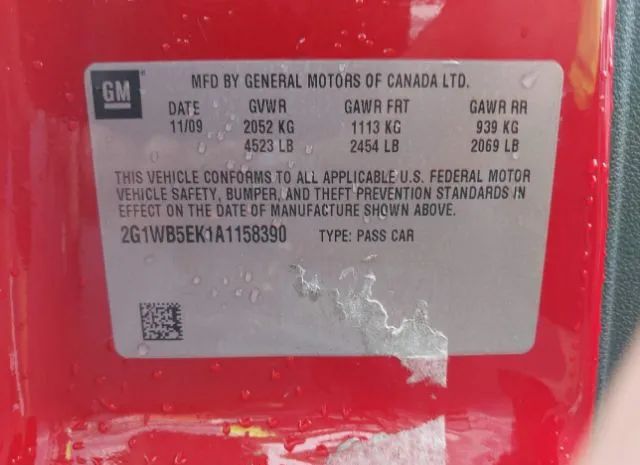 GM
MFD BY GENERAL MOTORS OF CANADA LTD.
DATE GVWR GAWR FRT GAWR RR
11/09 2052 KG 1113 KG 939 KG
4523 LB 2454 LB 2069 LB
THIS VEHICLE CONFORMS TO ALL APPLICABLE U.S. FEDERAL MOTOR
VEHICLE SAFETY, BUMPER, AND THEFT PREVENTION STANDARDS IN
EFFECT ON THE DATE OF MANUFACTURE SHOWN ABOVE.
2G1WB5EK1A1158390 TYPE: PASS CAR